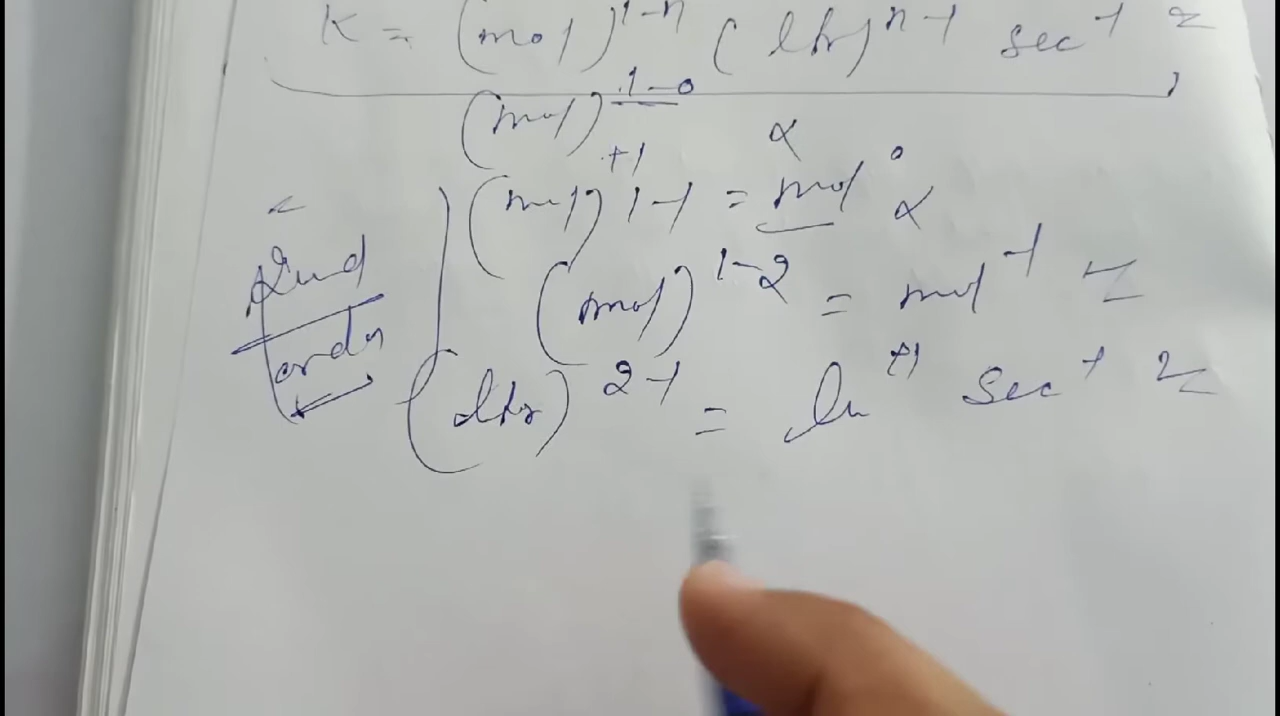 K = (mol)^1-n (ltr)^n-1 sec^-1
(mol)^1-0
+1 α
(mol)^1-1 = mol^0 α
2nd (mol)^1-2 = mol^-1
order (ltr)^2-1 = ltr^+1 sec^-1